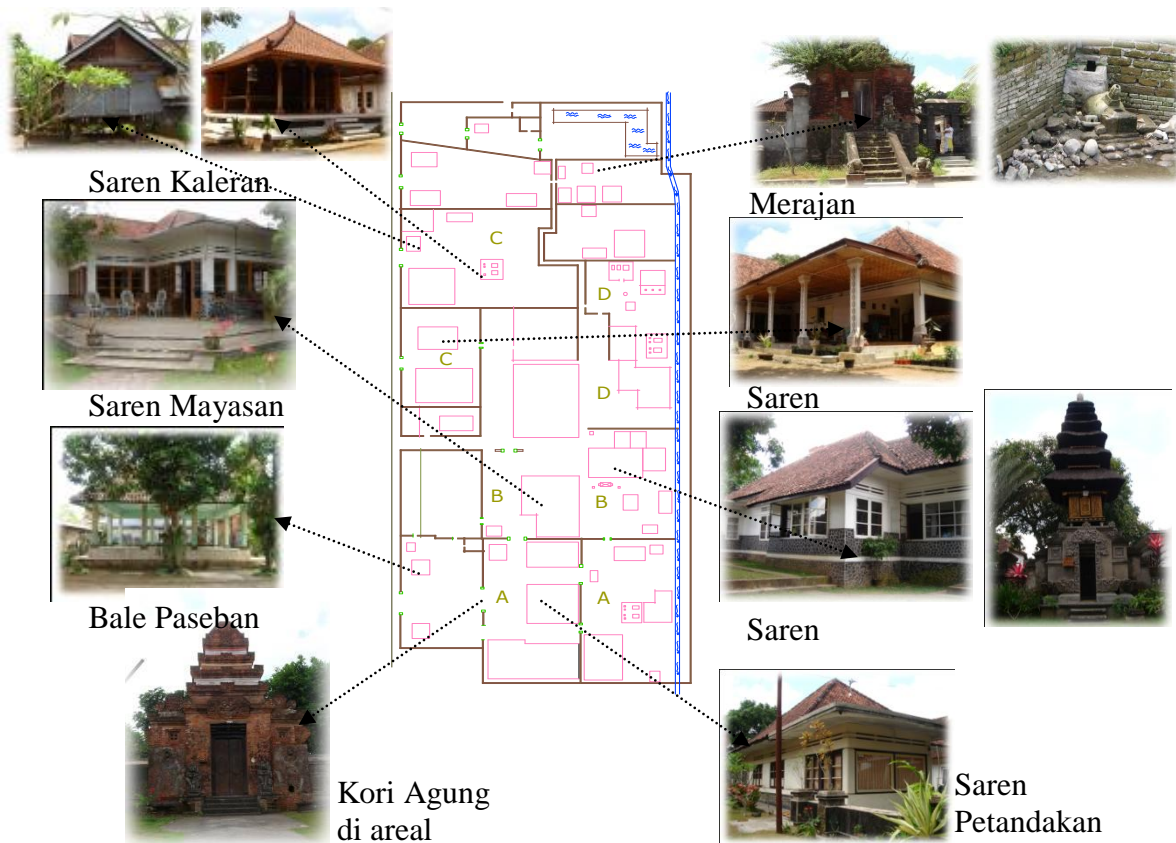 Saren Kaleran
Merajan
C
D
Saren Mayasan
C
Saren
D
B
B
Bale Paseban
A
A
Saren
Kori Agung
di areal
Saren
Petandakan